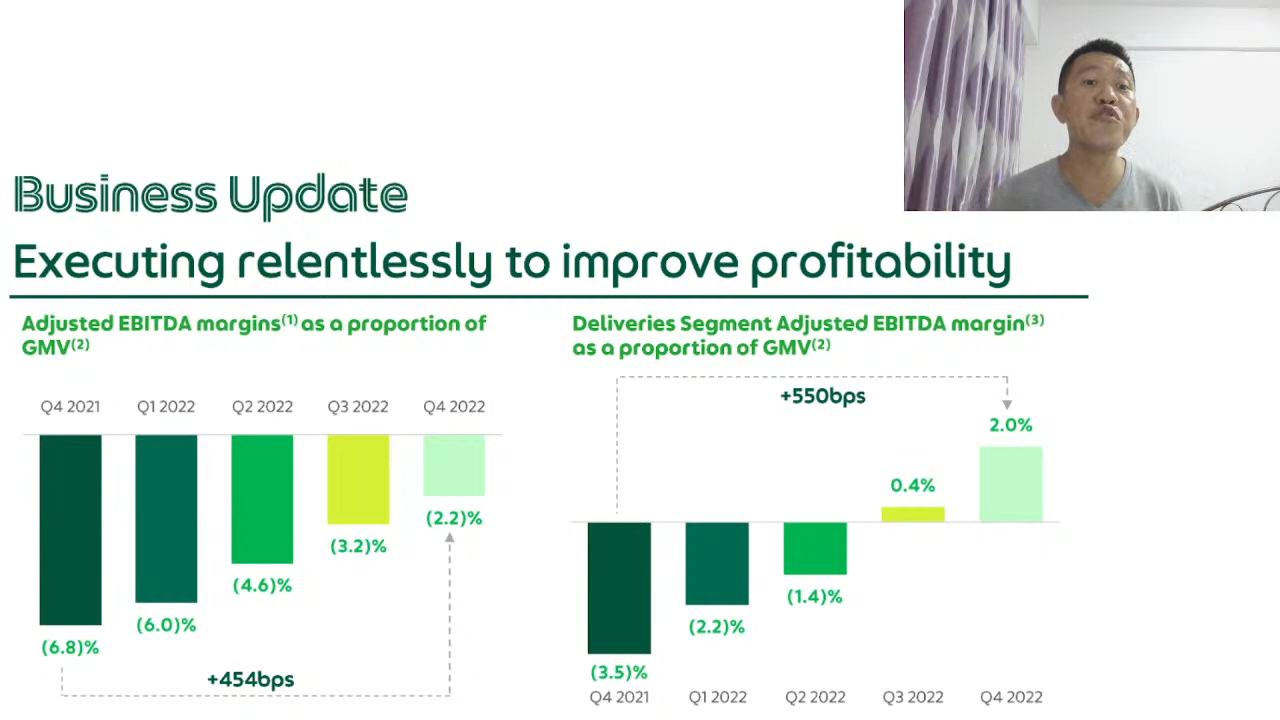 Business Update
Executing relentlessly to improve profitability
Adjusted EBITDA margins(1) as a proportion of
GMV(2)
Q4 2021 Q1 2022 Q2 2022 Q3 2022 Q4 2022
(2.2)%
(3.2)%
(4.6)%
(6.0)%
(6.8)%
+454bps
Deliveries Segment Adjusted EBITDA margin(3)
as a proportion of GMV(2)
+550bps
2.0%
0.4%
(1.4)%
(2.2)%
(3.5)%
Q4 2021 Q1 2022 Q2 2022 Q3 2022 Q4 2022